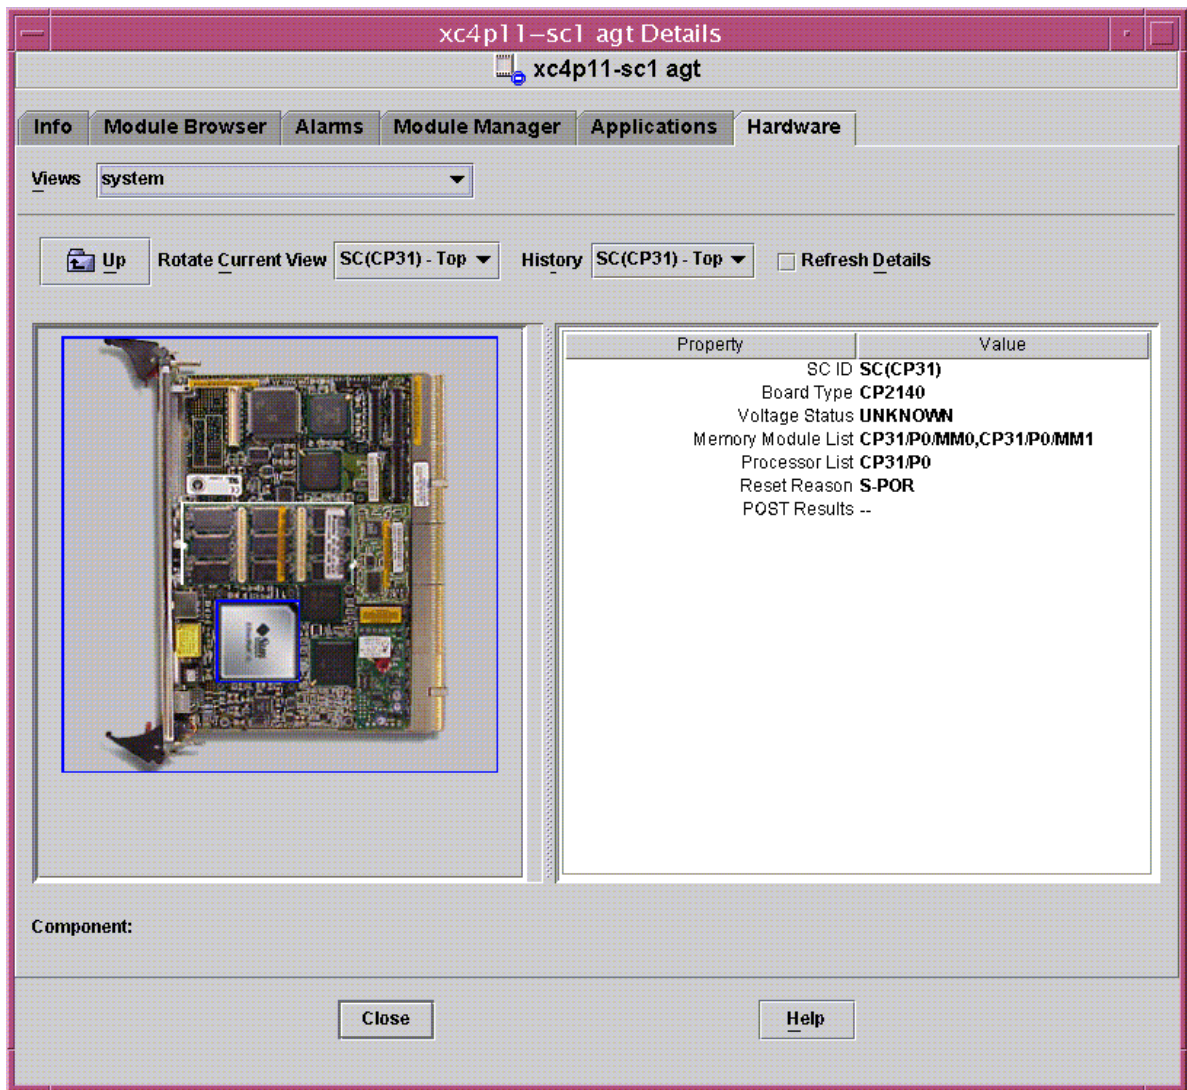 xc4p11-sc1 agt Details
xc4p11-sc1 agt
Info Module Browser Alarms Module Manager Applications Hardware
Views system
Up Rotate Current View SC(CP31) - Top History SC(CP31) - Top Refresh Details
Property Value
SC ID SC(CP31)
Board Type CP2140
Voltage Status UNKNOWN
Memory Module List CP31/P0/MM0,CP31/P0/MM1
Processor List CP31/P0
Reset Reason S-POR
POST Results --
Sun
Component:
Close Help